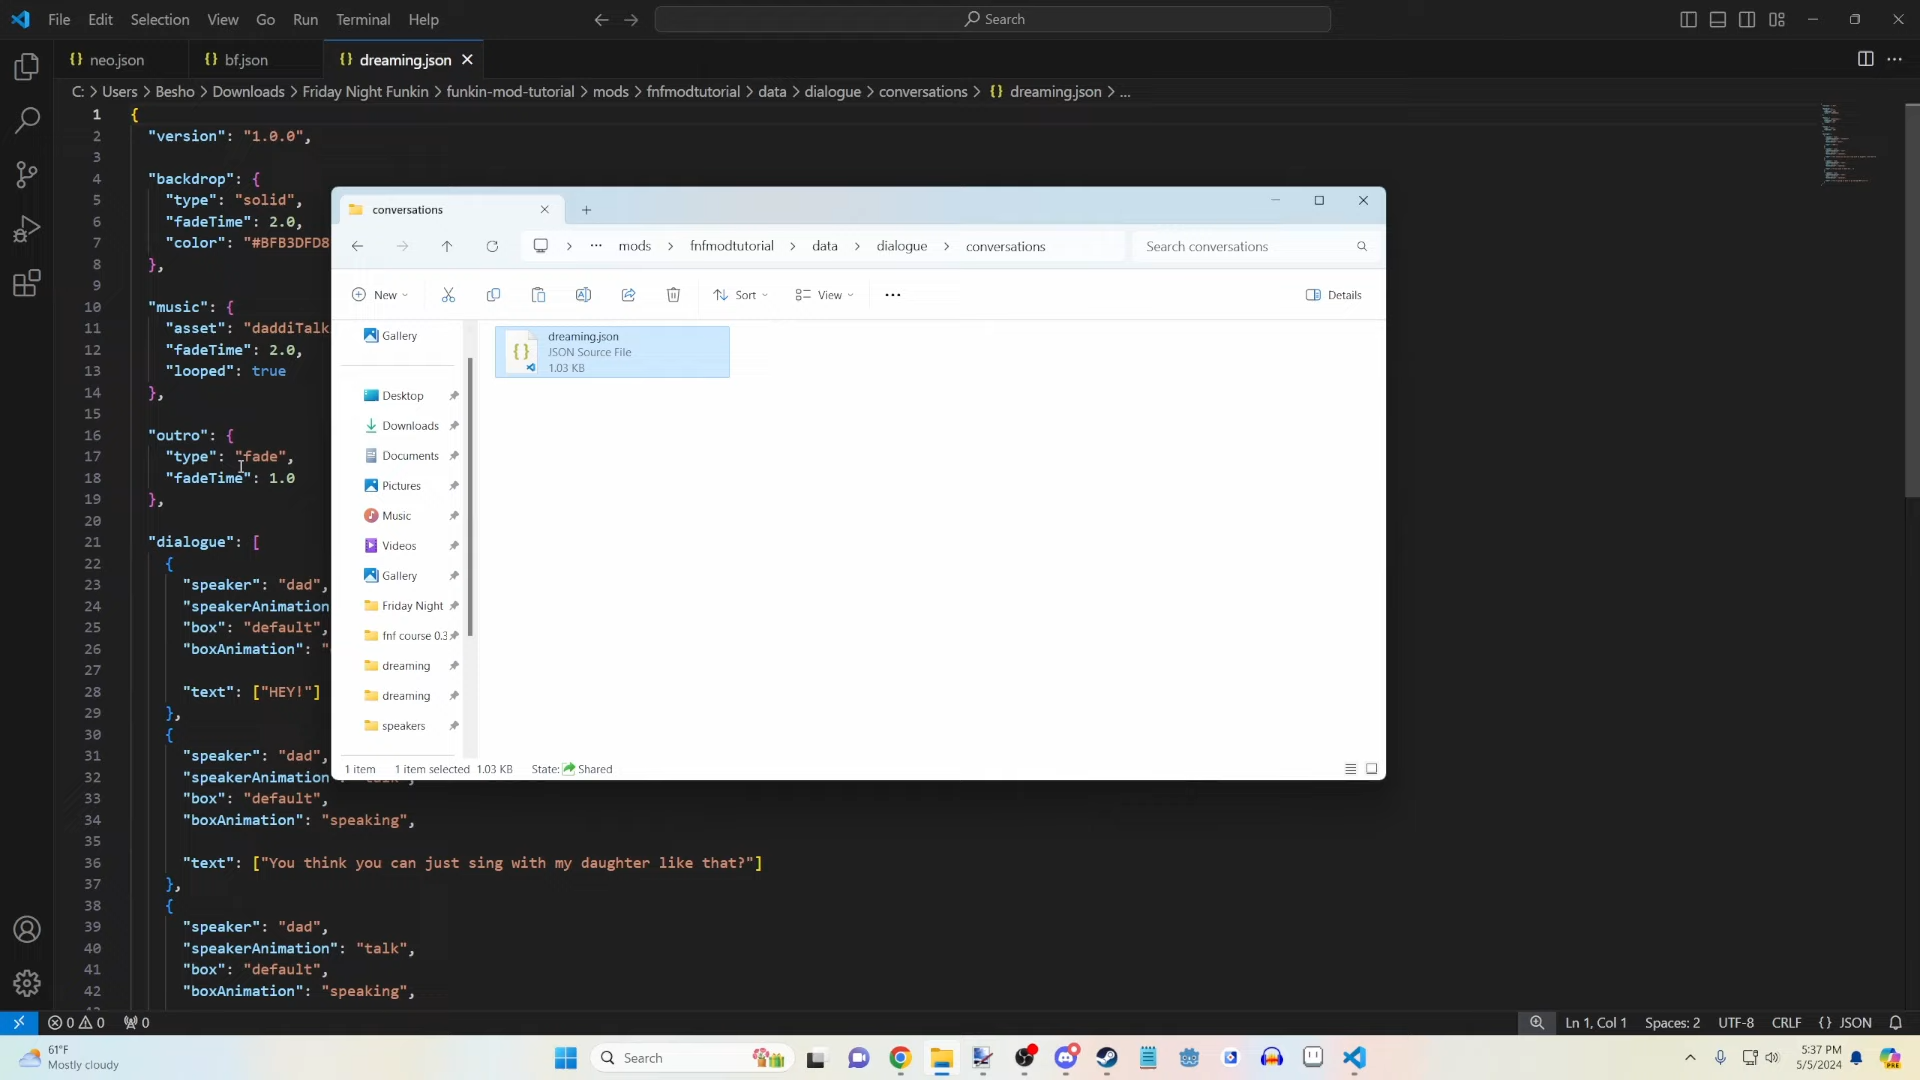 File Edit Selection View Go Run Terminal Help
Search
neo.json
bf.json
dreaming.json
C: > Users > Besho > Downloads > Friday Night Funkin > funkin-mod-tutorial > mods > fnfmodtutorial > data > dialogue > conversations > {} dreaming.json > ...
1 {
2 "version": "1.0.0",
3
4 "backdrop": {
5 "type": "solid",
6 "fadeTime": 2.0,
7 "color": "#BFB3DFD8
8 },
9
10 "music": {
11 "asset": "daddiTalk
12 "fadeTime": 2.0,
13 "looped": true
14 },
15
16 "outro": {
17 "type": "fade",
18 "fadeTime": 1.0
19 },
20
21 "dialogue": [
22 {
23 "speaker": "dad",
24 "speakerAnimation
25 "box": "default",
26 "boxAnimation": "
27
28 "text": ["HEY!"]
29 },
30 {
31 "speaker": "dad",
32 "speakerAnimation": "talk",
33 "box": "default",
34 "boxAnimation": "speaking",
35
36 "text": ["You think you can just sing with my daughter like that?"]
37 },
38 {
39 "speaker": "dad",
40 "speakerAnimation": "talk",
41 "box": "default",
42 "boxAnimation": "speaking",
conversations
mods > fnfmodtutorial > data > dialogue > conversations
Search conversations
New
Sort
View
Details
Gallery
Desktop
Downloads
Documents
Pictures
Music
Videos
Gallery
Friday Night
fnf course 0.3
dreaming
dreaming
speakers
dreaming.json
JSON Source File
1.03 KB
1 item 1 item selected 1.03 KB State: Shared
0 0 0
Ln 1, Col 1 Spaces: 2 UTF-8 CRLF {} JSON
61°F
Mostly cloudy
Search
PRE
5:37 PM
5/5/2024